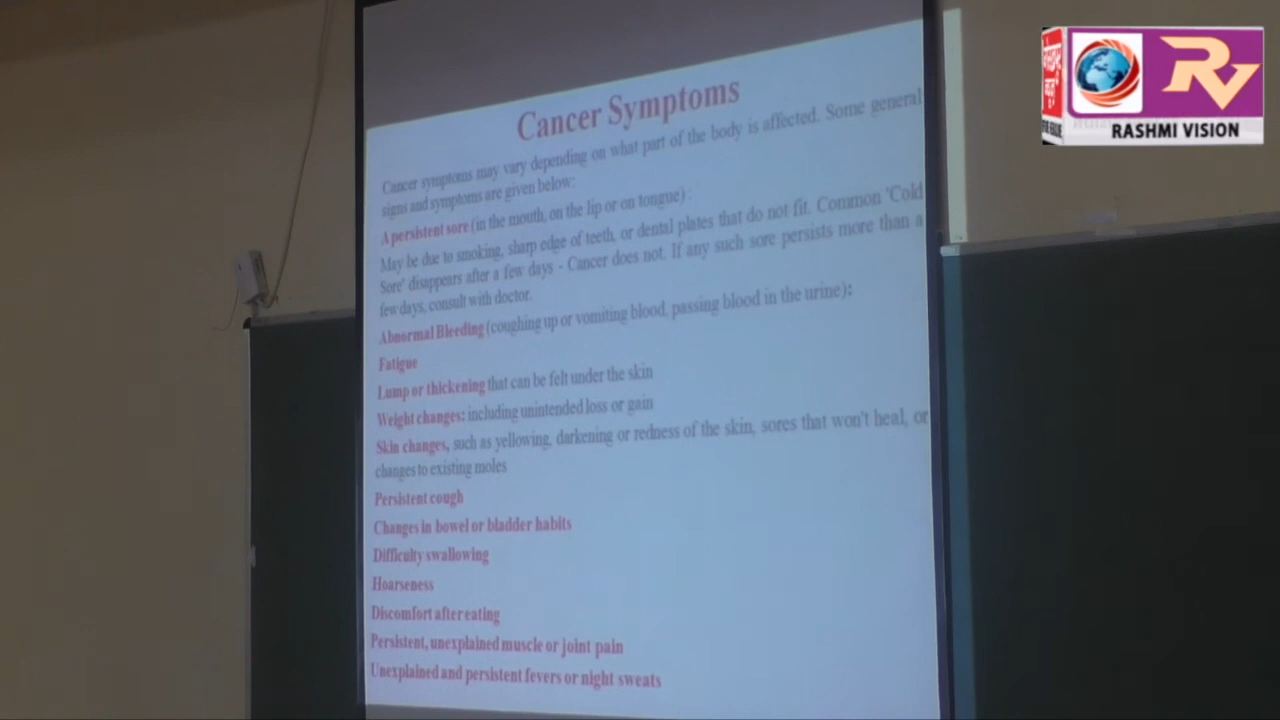 RASHMI VISION
Cancer Symptoms
Cancer symptoms may vary depending on what part of the body is affected. Some general
signs and symptoms are given below:
A persistent sore (in the mouth, on the lip or on tongue) :
May be due to smoking, sharp edge of teeth, or dental plates that do not fit. Common 'Cold
Sore' disappears after a few days - Cancer does not. If any such sore persists more than a
few days, consult with doctor.
Abnormal Bleeding (coughing up or vomiting blood, passing blood in the urine):
Fatigue
Lump or thickening that can be felt under the skin
Weight changes: including unintended loss or gain
Skin changes, such as yellowing, darkening or redness of the skin, sores that won't heal, or
changes to existing moles
Persistent cough
Changes in bowel or bladder habits
Difficulty swallowing
Hoarseness
Discomfort after eating
Persistent, unexplained muscle or joint pain
Unexplained and persistent fevers or night sweats